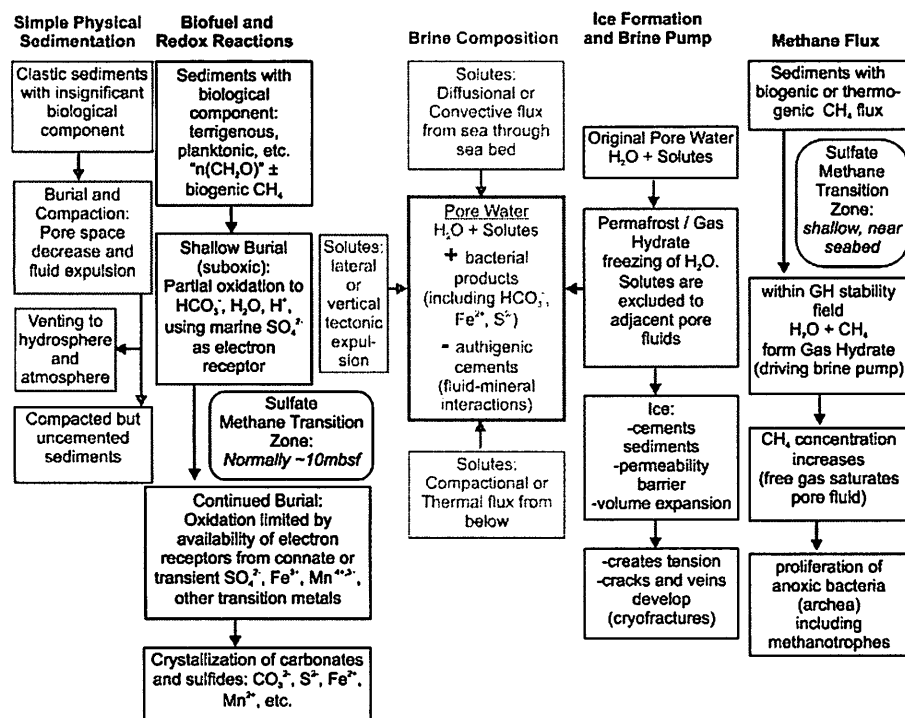 Simple Physical
Sedimentation
Clastic sediments
with insignificant
biological
component
Burial and
Compaction:
Pore space
decrease and
fluid expulsion
Venting to
hydrosphere
and
atmosphere
Compacted but
uncemented
sediments
Biofuel and
Redox Reactions
Sediments with
biological
component:
terrigenous,
planktonic, etc.
"n(CH₂O)" ±
biogenic CH₄
Shallow Burial
(suboxic):
Partial oxidation to
HCO₃⁻, H₂O, H⁺,
using marine SO₄²⁻
as electron
receptor
Sulfate
Methane Transition
Zone:
Normally ~10mbsf
Continued Burial:
Oxidation limited by
availability of electron
receptors from connate or
transient SO₄²⁻, Fe³⁺, Mn⁴⁺,³⁺,
other transition metals
Crystallization of carbonates
and sulfides: CO₃²⁻, S²⁻, Fe²⁺,
Mn²⁺, etc.
Brine Composition
Solutes:
Diffusional or
Convective flux
from sea through
sea bed
Solutes:
lateral
or
vertical
tectonic
expul-
sion
Pore Water
H₂O + Solutes
+ bacterial
products
(including HCO₃⁻,
Fe²⁺, S²⁻)
- authigenic
cements
(fluid-mineral
interactions)
Solutes:
Compactional or
Thermal flux from
below
Ice Formation
and Brine Pump
Original Pore Water
H₂O + Solutes
Permafrost / Gas
Hydrate
freezing of H₂O.
Solutes are
excluded to
adjacent pore
fluids
Ice:
-cements
sediments
-permeability
barrier
-volume expansion
-creates tension
-cracks and veins
develop
(cryofractures)
Methane Flux
Sediments with
biogenic or thermo-
genic CH₄ flux
Sulfate
Methane
Transition
Zone:
shallow, near
seabed
within GH stability
field
H₂O + CH₄
form Gas Hydrate
(driving brine pump)
CH₄ concentration
increases
(free gas saturates
pore fluid)
proliferation of
anoxic bacteria
(archea)
including
methanotrophes